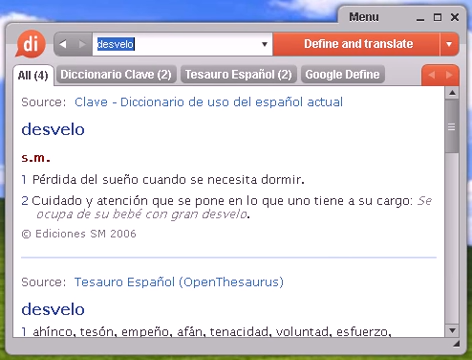 Menu
di
desvelo
Define and translate
All (4) Diccionario Clave (2) Tesauro Español (2) Google Define
Source: Clave - Diccionario de uso del español actual
desvelo
s.m.
1 Pérdida del sueño cuando se necesita dormir.
2 Cuidado y atención que se pone en lo que uno tiene a su cargo: Se
ocupa de su bebé con gran desvelo.
© Ediciones SM 2006
Source: Tesauro Español (OpenThesaurus)
desvelo
1 ahínco, tesón, empeño, afán, tenacidad, voluntad, esfuerzo,